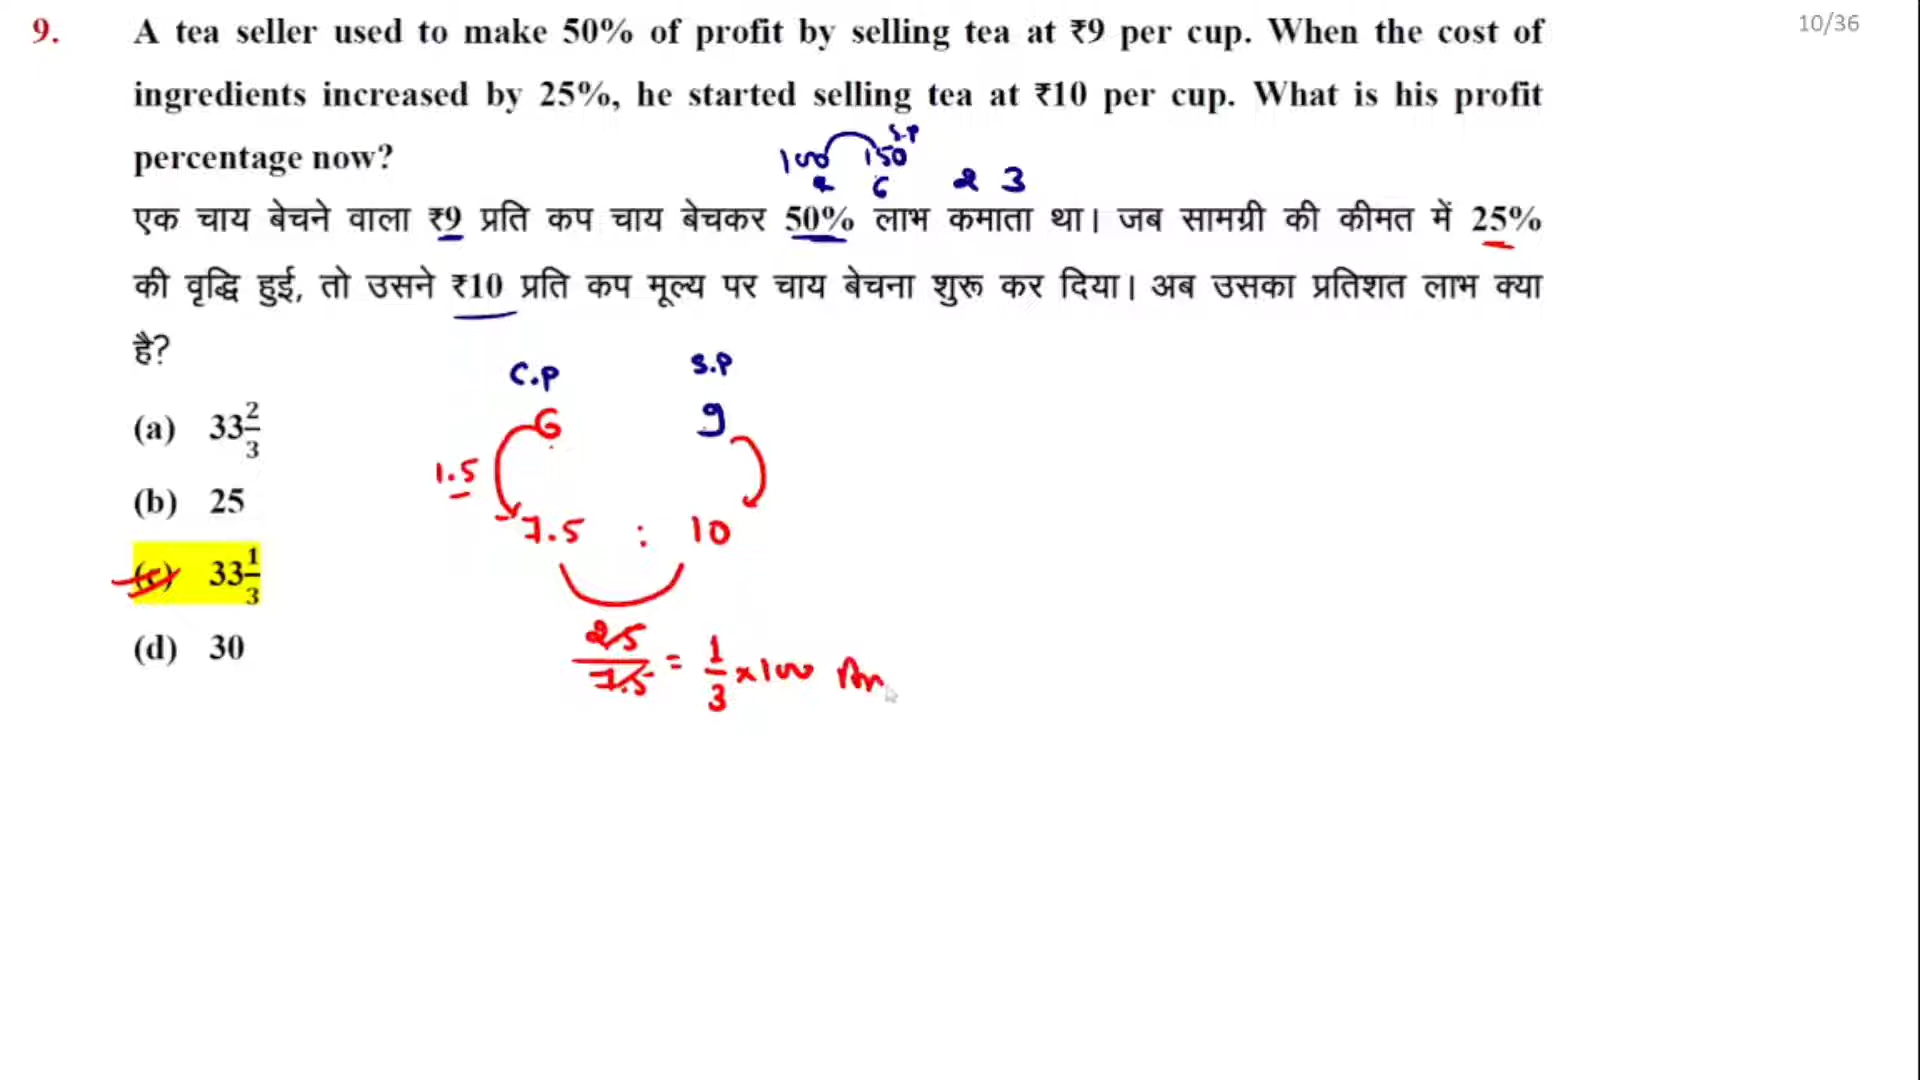 10/36
9. A tea seller used to make 50% of profit by selling tea at ₹9 per cup. When the cost of
ingredients increased by 25%, he started selling tea at ₹10 per cup. What is his profit
percentage now?
S.P
100 150
6 2 3
एक चाय बेचने वाला ₹9 प्रति कप चाय बेचकर 50% लाभ कमाता था। जब सामग्री की कीमत में 25%
की वृद्धि हुई, तो उसने ₹10 प्रति कप मूल्य पर चाय बेचना शुरू कर दिया। अब उसका प्रतिशत लाभ क्या
है?
C.P S.P
6 9
1.5
7.5 : 10
(a) 33 2/3
(b) 25
(c) 33 1/3
(d) 30
25/7.5 = 1/3 × 100 An